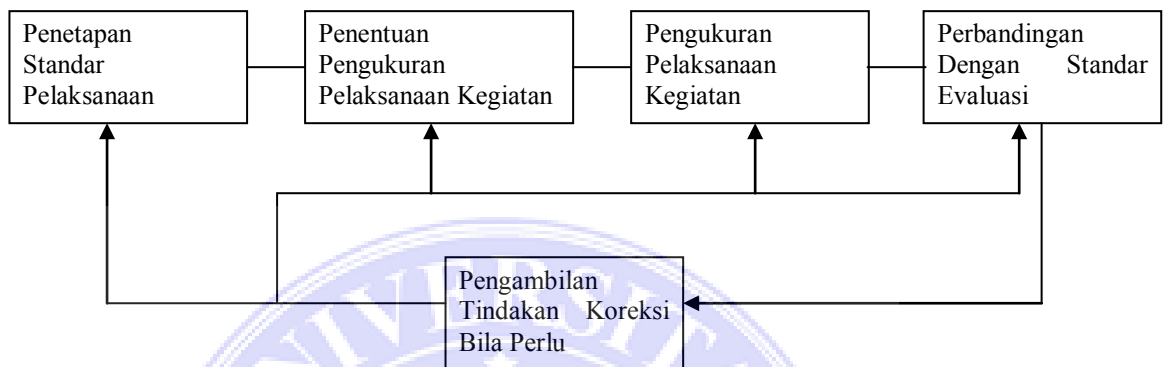 Penetapan
Standar
Pelaksanaan
Penentuan
Pengukuran
Pelaksanaan Kegiatan
Pengukuran
Pelaksanaan
Kegiatan
Perbandingan
Dengan Standar
Evaluasi
Pengambilan
Tindakan Koreksi
Bila Perlu